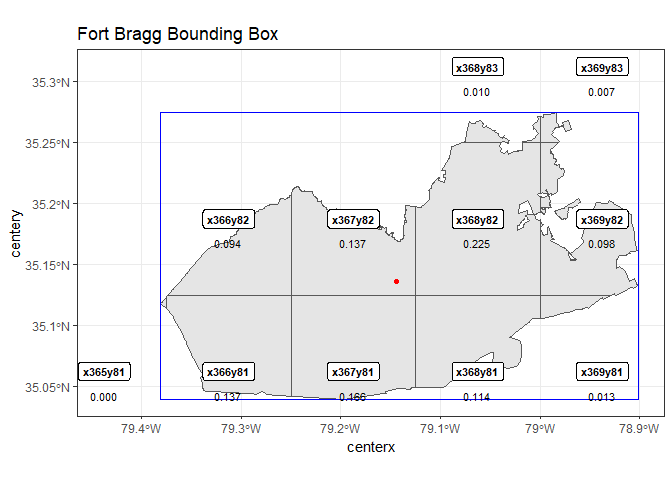 Fort Bragg Bounding Box
35.3°N
35.25°N
35.2°N
35.15°N
35.1°N
35.05°N
centery
x368y83
x369y83
0.010
0.007
x366y82
x367y82
x368y82
x369y82
0.094
0.137
0.225
0.098
x365y81
x366y81
x367y81
x368y81
x369y81
0.000
0.137
0.166
0.114
0.013
79.4°W
79.3°W
79.2°W
79.1°W
79°W
78.9°W
centerx